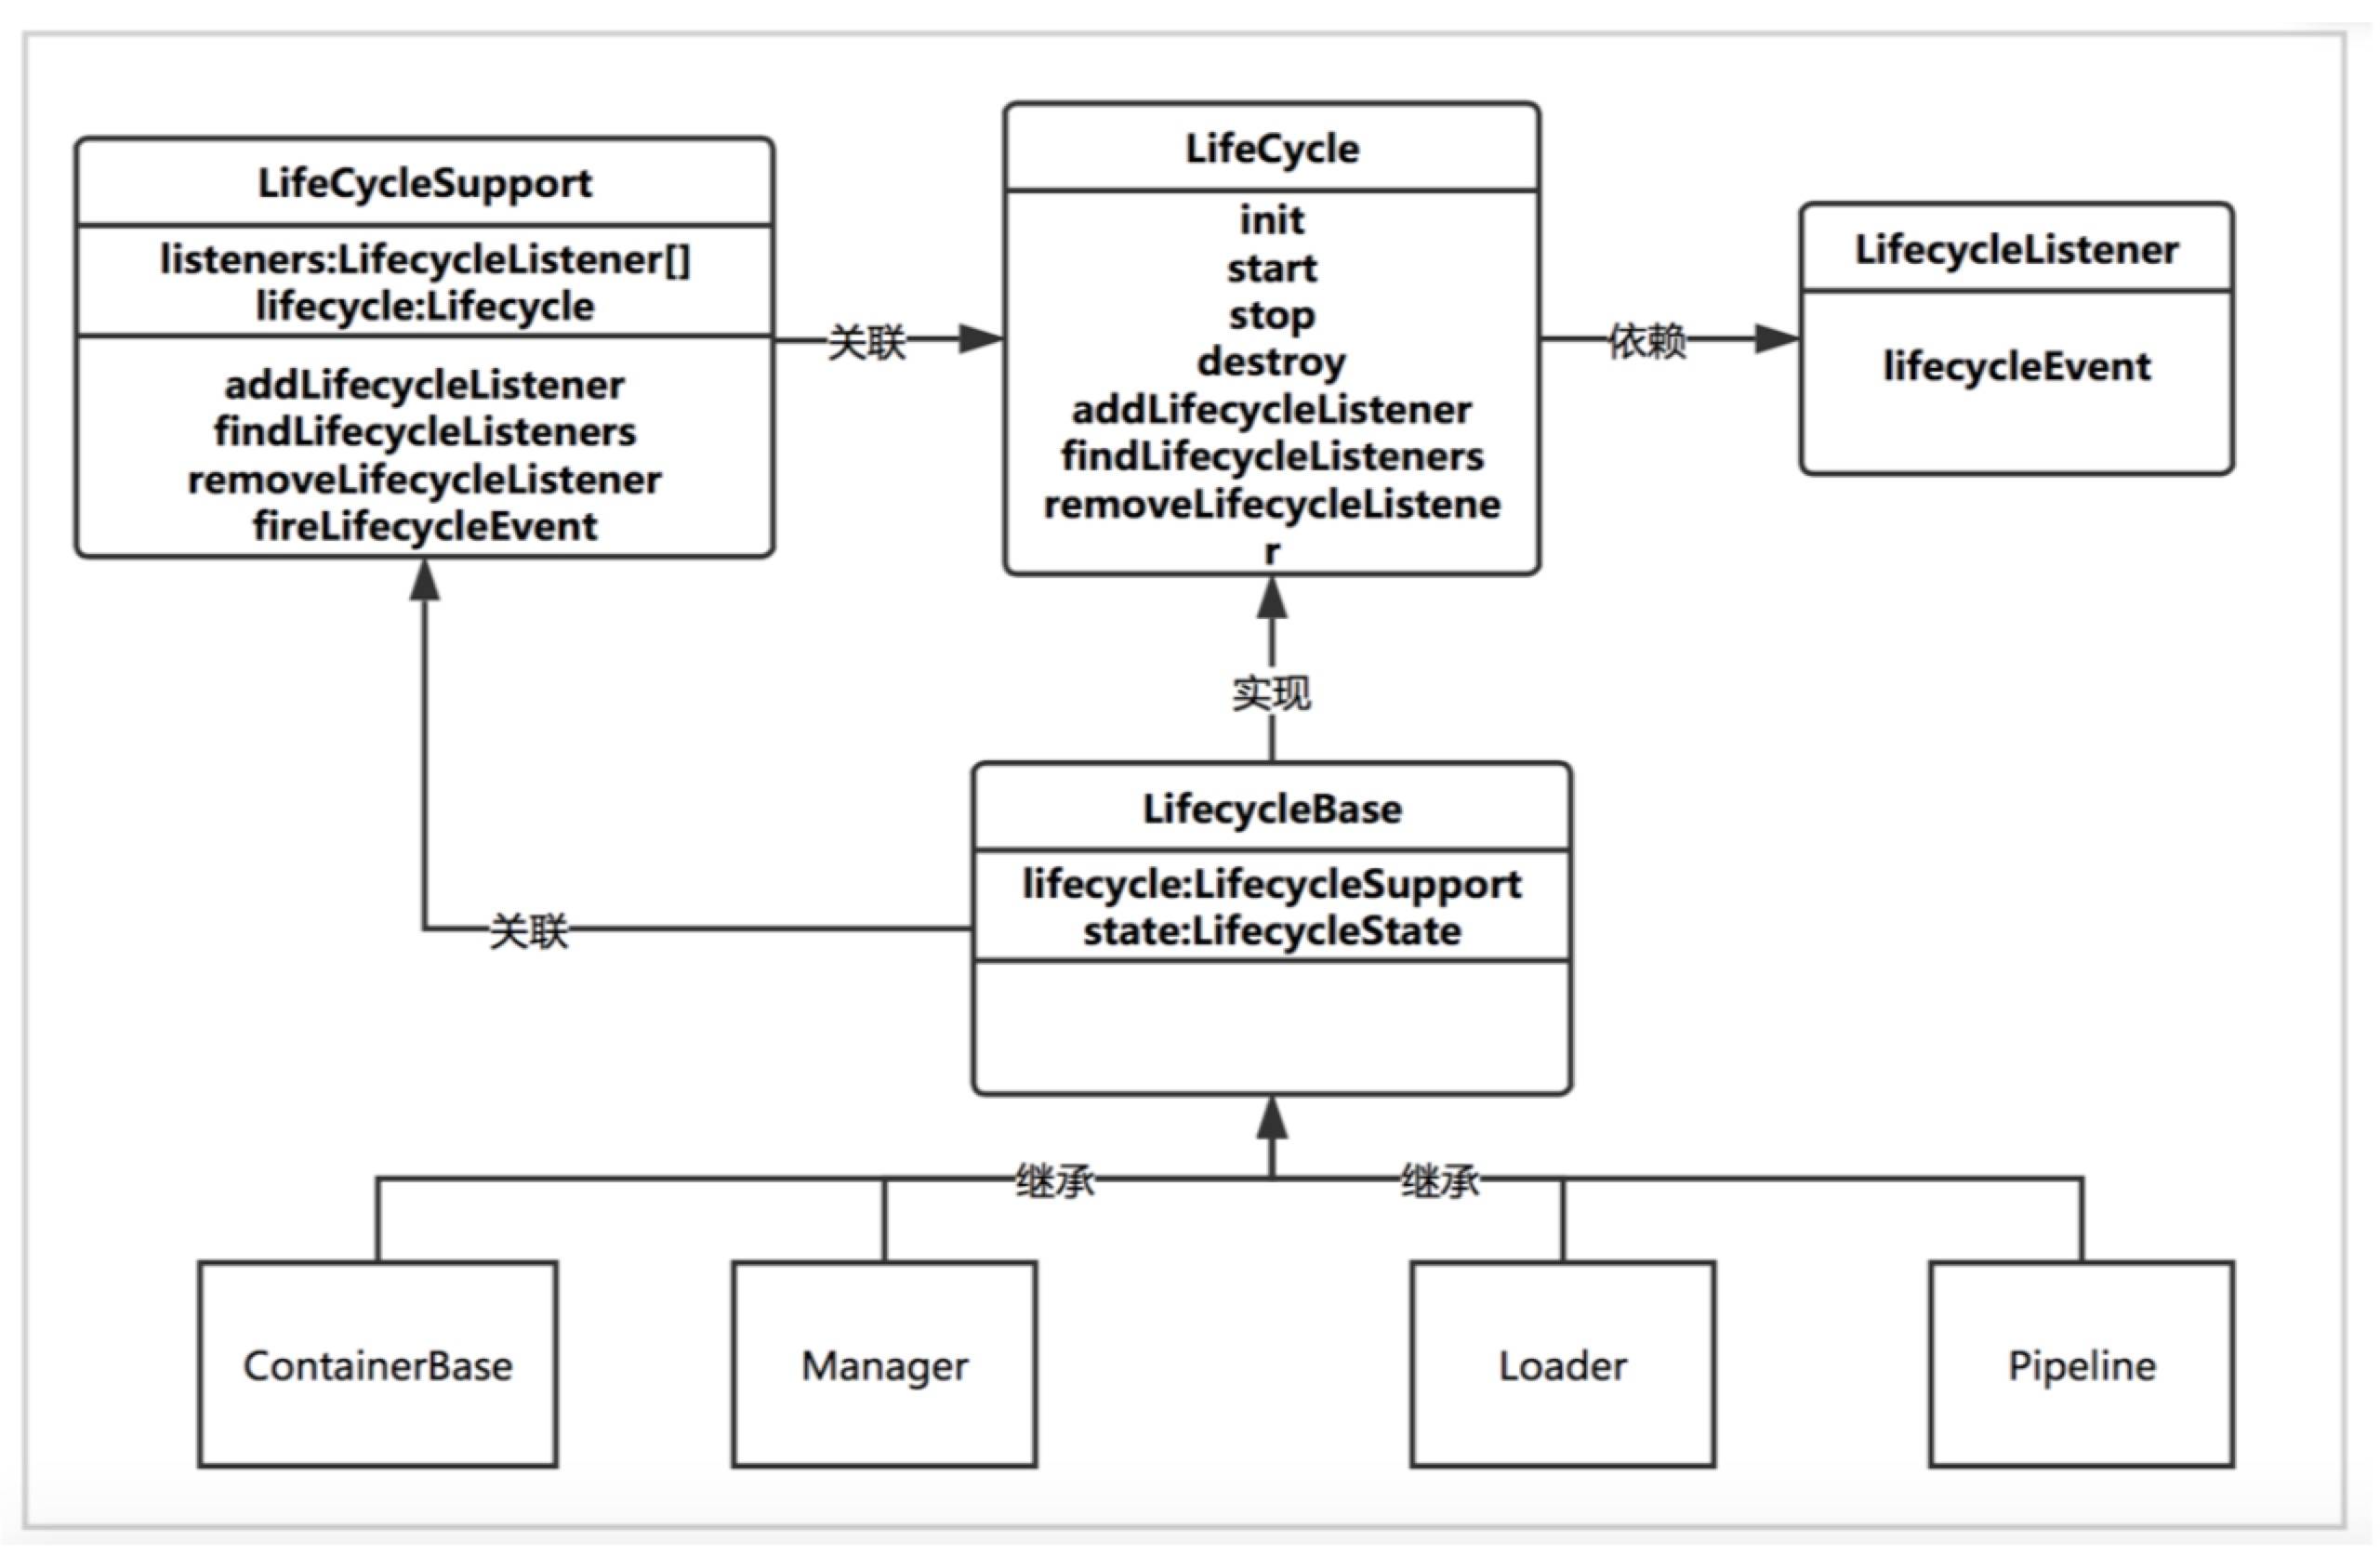 LifeCycleSupport
listeners:LifecycleListener[]
lifecycle:Lifecycle
addLifecycleListener
findLifecycleListeners
removeLifecycleListener
fireLifecycleEvent
关联
LifeCycle
init
start
stop
destroy
addLifecycleListener
findLifecycleListeners
removeLifecycleListene
r
依赖
LifecycleListener
lifecycleEvent
实现
LifecycleBase
lifecycle:LifecycleSupport
state:LifecycleState
关联
继承
继承
ContainerBase
Manager
Loader
Pipeline